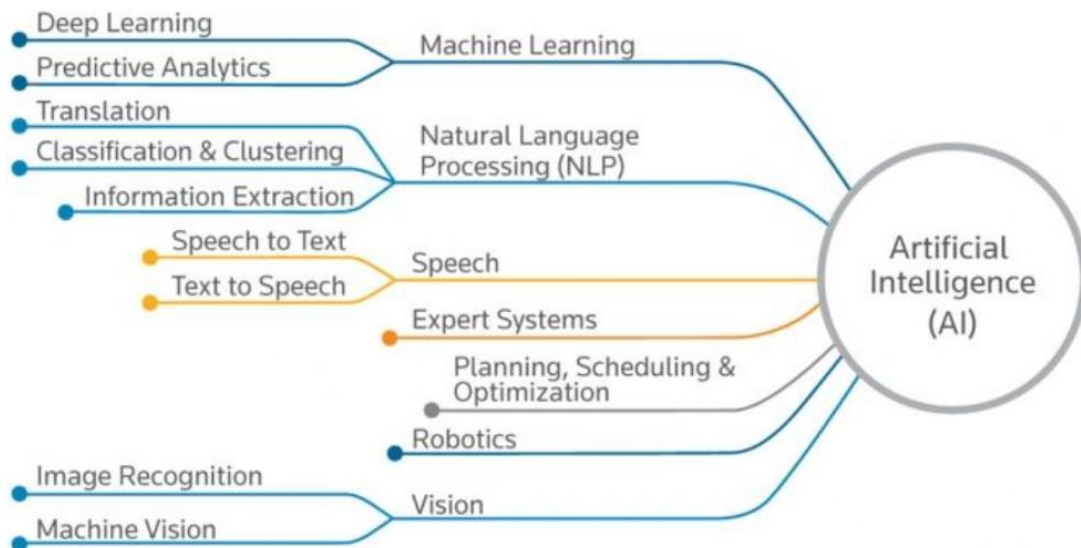 Deep Learning
Machine Learning
Predictive Analytics
Translation
Natural Language
Processing (NLP)
Classification & Clustering
Information Extraction
Speech to Text
Speech
Text to Speech
Expert Systems
Planning, Scheduling &
Optimization
Robotics
Image Recognition
Vision
Machine Vision
Artificial
Intelligence
(AI)